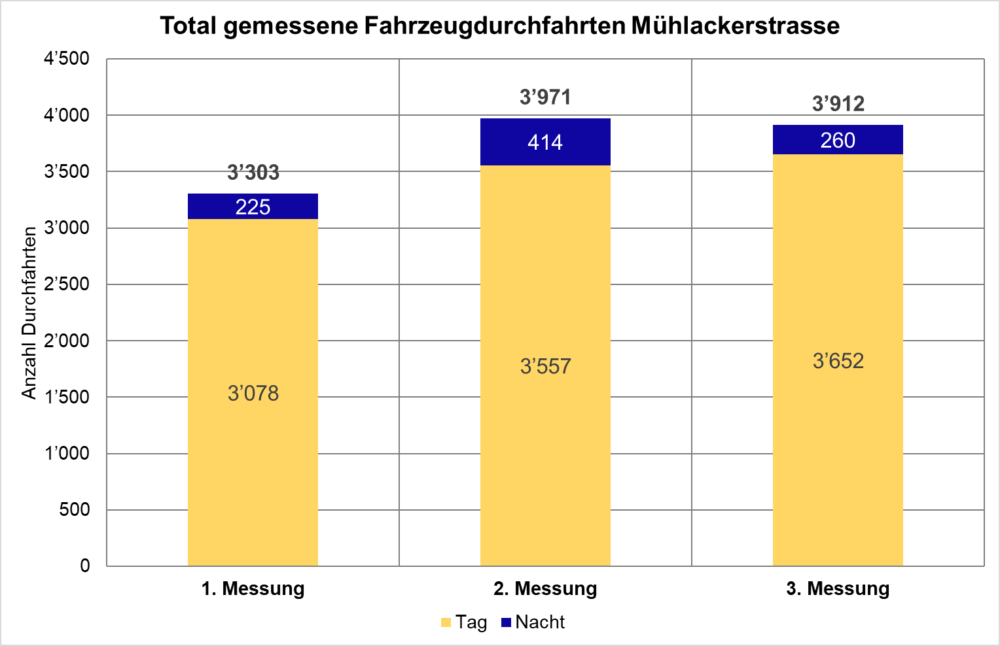 Total gemessene Fahrzeugdurchfahrten Mühlackerstrasse
Anzahl Durchfahrten
4’500
4’000
3’500
3’000
2’500
2’000
1’500
1’000
500
0
3’303
225
3’078
3’971
414
3’557
3’912
260
3’652
1. Messung
2. Messung
3. Messung
Tag
Nacht